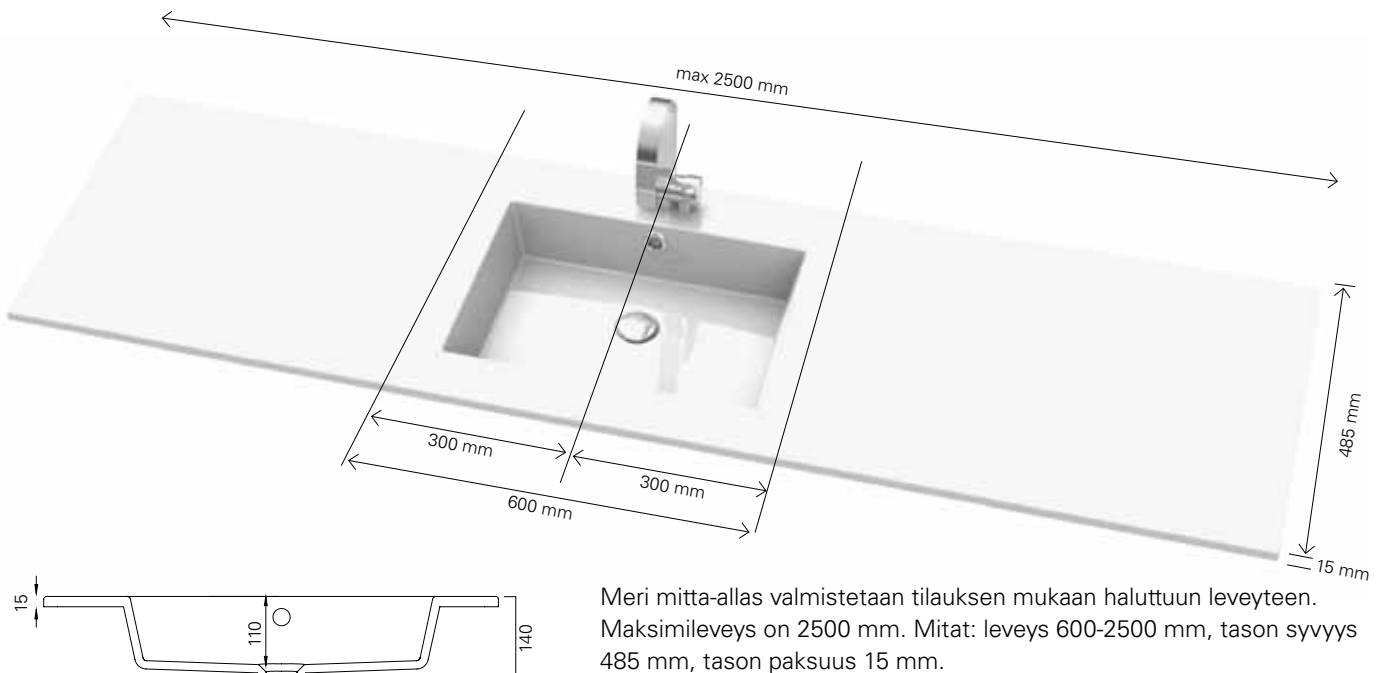 max 2500 mm
300 mm
300 mm
600 mm
485 mm
15 mm
15
110
140
Meri mitta-allas valmistetaan tilauksen mukaan haluttuun leveyteen.
Maksimileveys on 2500 mm. Mitat: leveys 600-2500 mm, tason syvyys
485 mm, tason paksuus 15 mm.